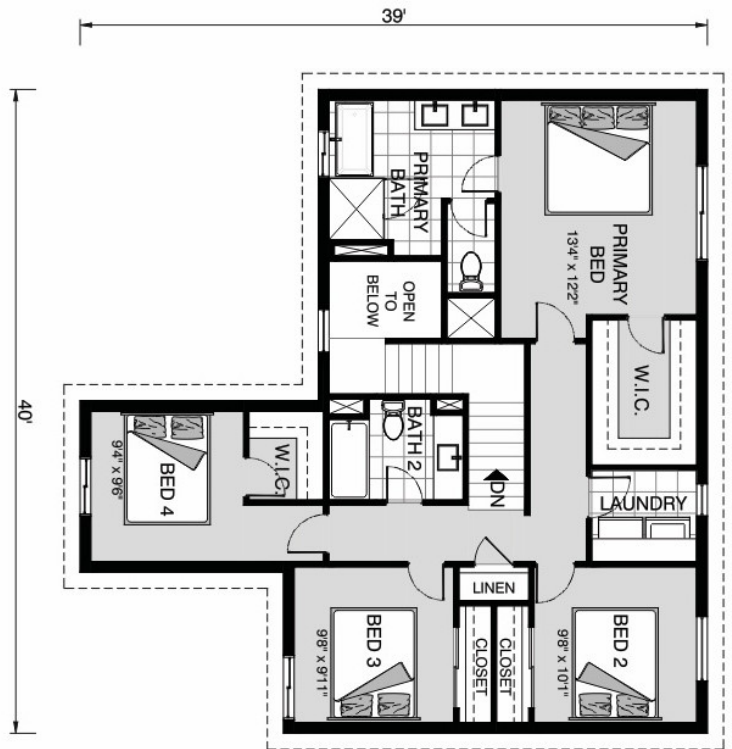 39'
40'
PRIMARY
BATH
PRIMARY
BED
13'4" x 12'2"
OPEN
TO
BELOW
W.I.C.
BATH 2
W.I.C.
BED 4
9'4" x 9'6"
DN
LAUNDRY
LINEN
BED 3
9'8" x 9'11"
CLOSET
CLOSET
BED 2
9'8" x 10'1"